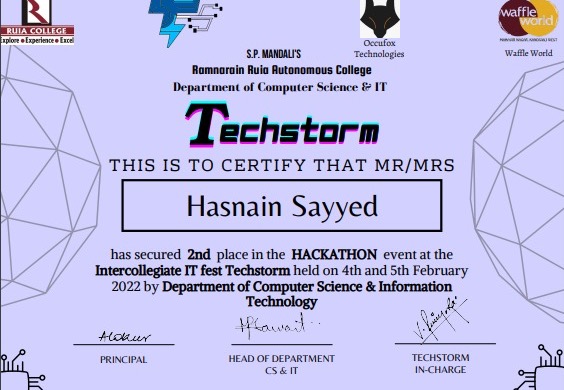 RUIA COLLEGE
Explore • Experience • Excel
Occufox
Technologies
waffle
world
Waffle World
S.P. MANDALI'S
Ramnarain Ruia Autonomous College
Department of Computer Science & IT
Techstorm
THIS IS TO CERTIFY THAT MR/MRS
Hasnain Sayyed
has secured 2nd place in the HACKATHON event at the
Intercollegiate IT fest Techstorm held on 4th and 5th February
2022 by Department of Computer Science & Information
Technology
PRINCIPAL
HEAD OF DEPARTMENT
CS & IT
TECHSTORM
IN-CHARGE